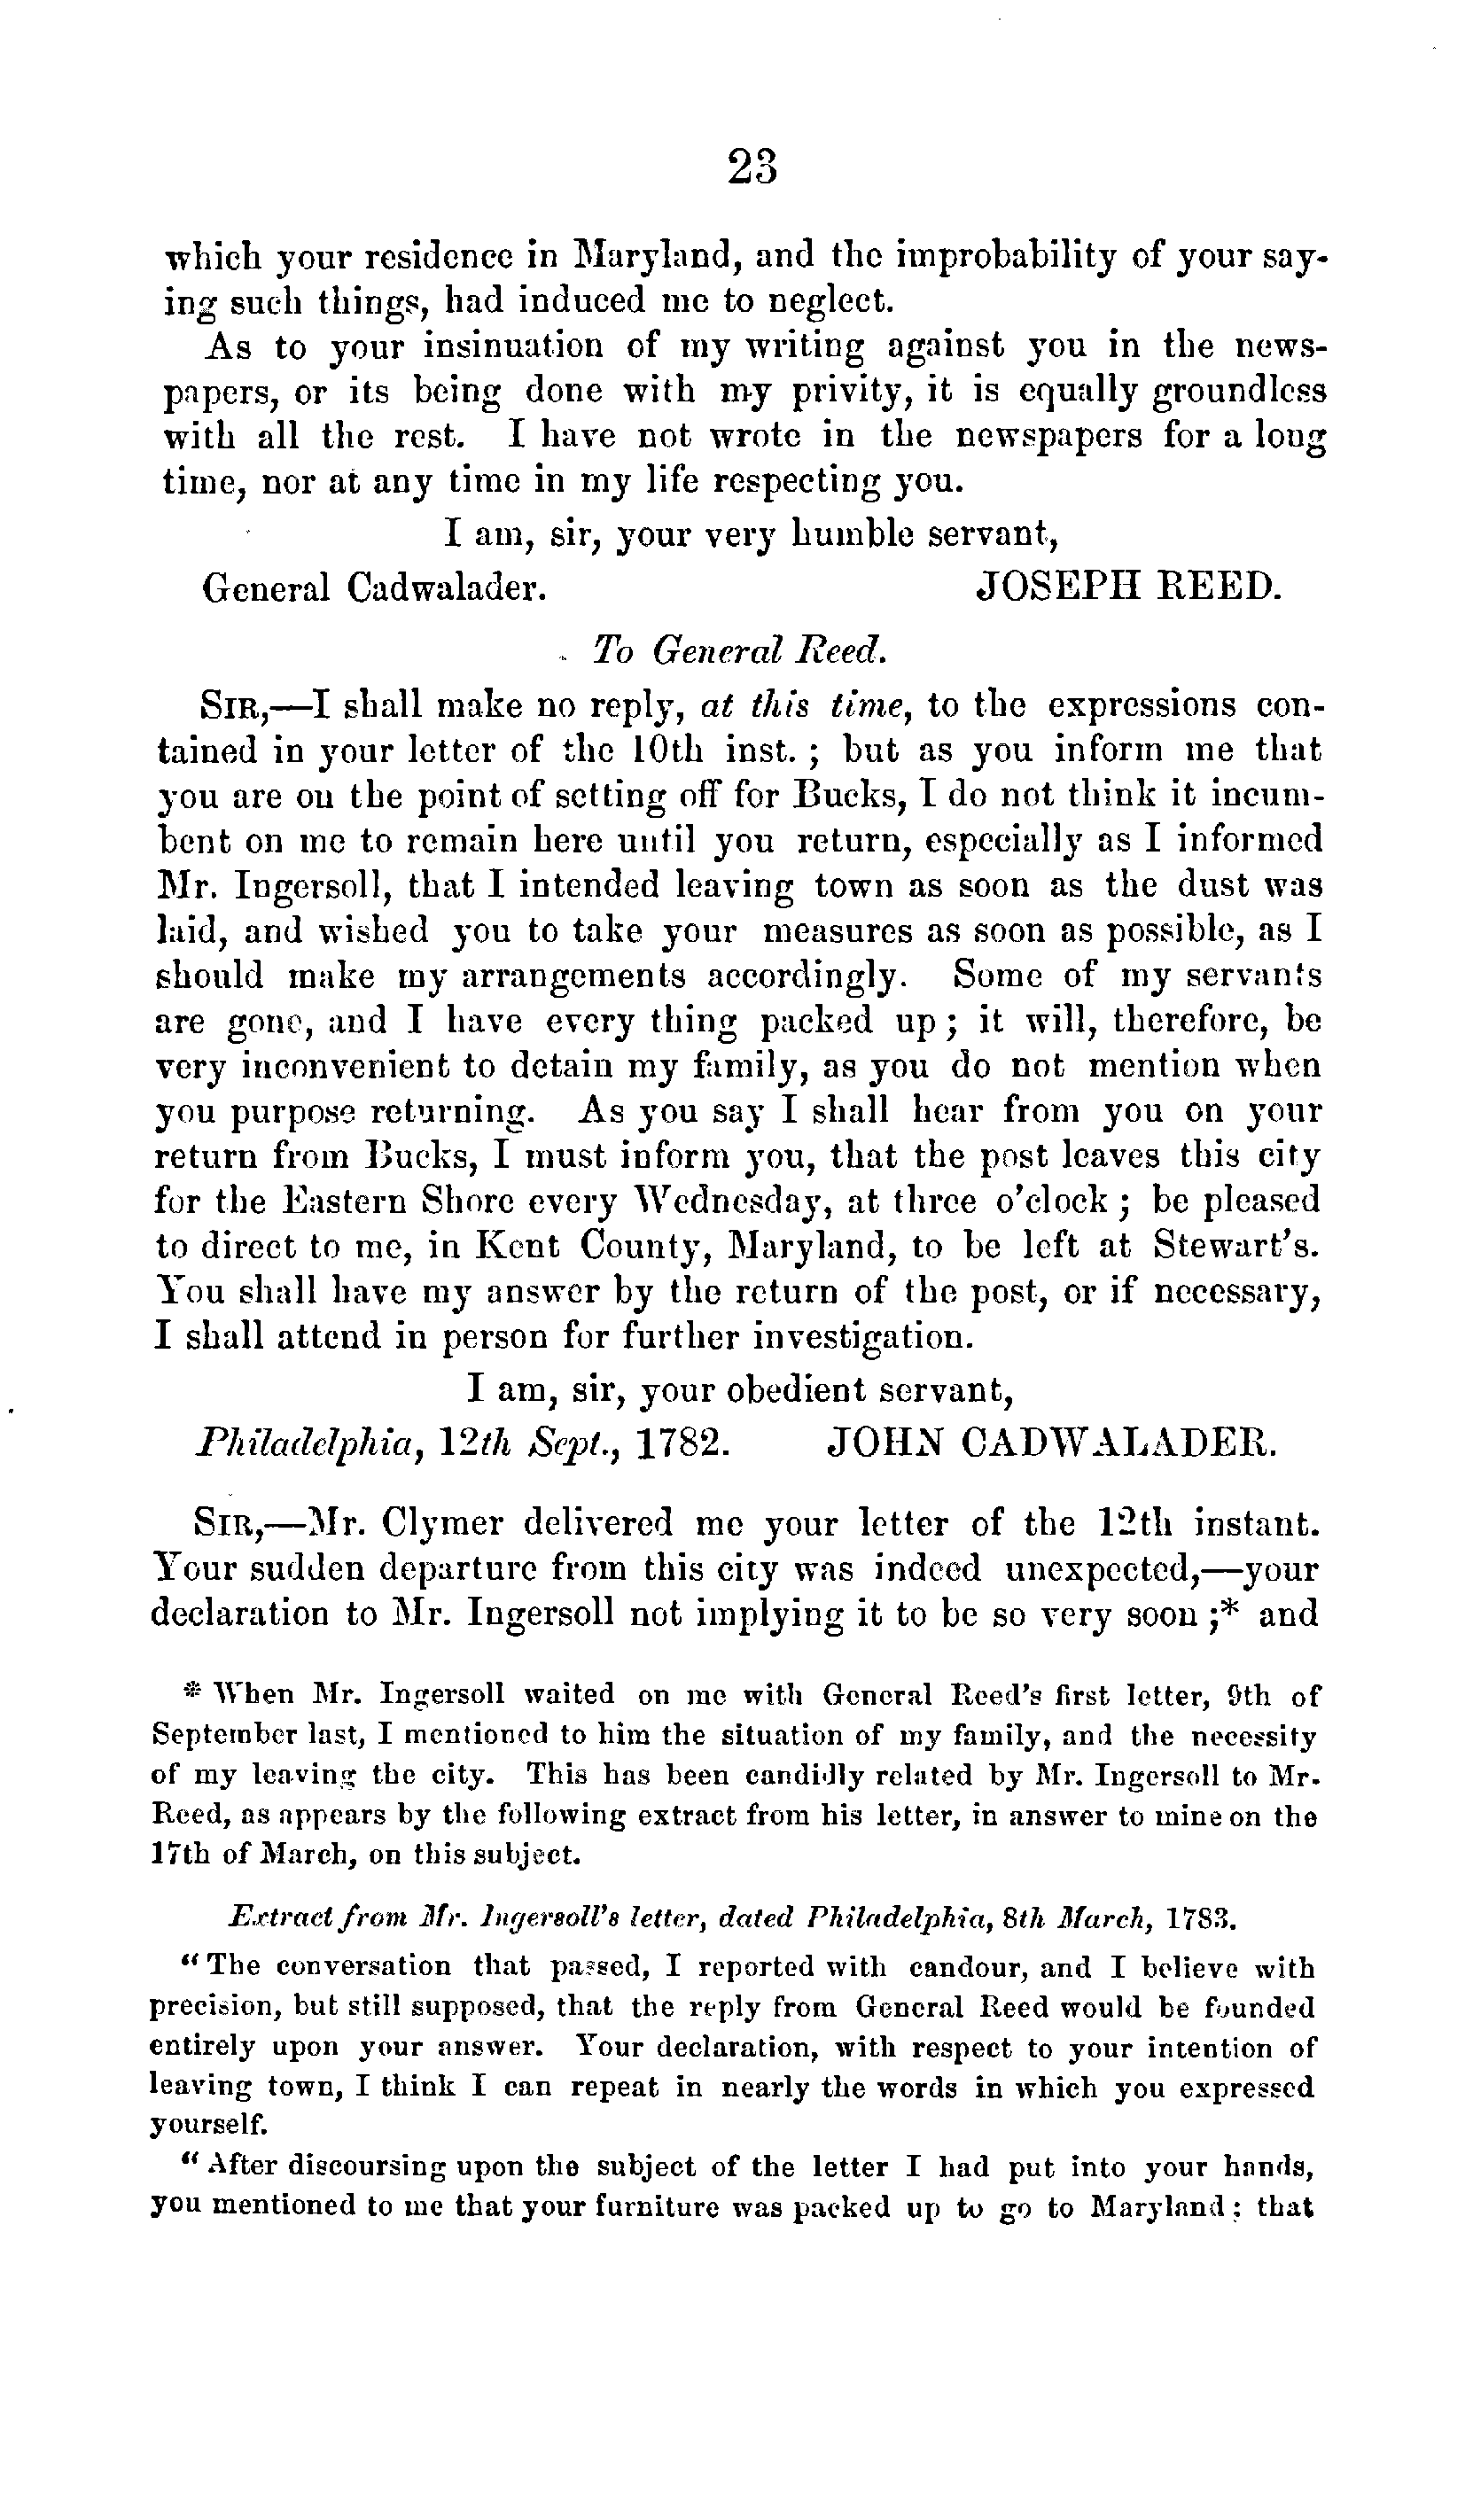 23
which your residence in Maryland, and the improbability of your say-
ing such things, had induced me to neglect.
As to your insinuation of my writing against you in the news-
papers, or its being done with my privity, it is equally groundless
with all the rest. I have not wrote in the newspapers for a long
time, nor at any time in my life respecting you.
I am, sir, your very humble servant,
General Cadwalader. JOSEPH REED.
To General Reed.
SIR,—I shall make no reply, at this time, to the expressions con-
tained in your letter of the 10th inst. ; but as you inform me that
you are on the point of setting off for Bucks, I do not think it incum-
bent on me to remain here until you return, especially as I informed
Mr. Ingersoll, that I intended leaving town as soon as the dust was
laid, and wished you to take your measures as soon as possible, as I
should make my arrangements accordingly. Some of my servants
are gone, and I have every thing packed up ; it will, therefore, be
very inconvenient to detain my family, as you do not mention when
you purpose returning. As you say I shall hear from you on your
return from Bucks, I must inform you, that the post leaves this city
for the Eastern Shore every Wednesday, at three o'clock ; be pleased
to direct to me, in Kent County, Maryland, to be left at Stewart's.
You shall have my answer by the return of the post, or if necessary,
I shall attend in person for further investigation.
I am, sir, your obedient servant,
Philadelphia, 12th Sept., 1782. JOHN CADWALADER.
SIR,—Mr. Clymer delivered me your letter of the 12th instant.
Your sudden departure from this city was indeed unexpected,—your
declaration to Mr. Ingersoll not implying it to be so very soon ;* and
* When Mr. Ingersoll waited on me with General Reed's first letter, 9th of
September last, I mentioned to him the situation of my family, and the necessity
of my leaving the city. This has been candidly related by Mr. Ingersoll to Mr.
Reed, as appears by the following extract from his letter, in answer to mine on the
17th of March, on this subject.
Extract from Mr. Ingersoll's letter, dated Philadelphia, 8th March, 1783.
"The conversation that passed, I reported with candour, and I believe with
precision, but still supposed, that the reply from General Reed would be founded
entirely upon your answer. Your declaration, with respect to your intention of
leaving town, I think I can repeat in nearly the words in which you expressed
yourself.
"After discoursing upon the subject of the letter I had put into your hands,
you mentioned to me that your furniture was packed up to go to Maryland ; that